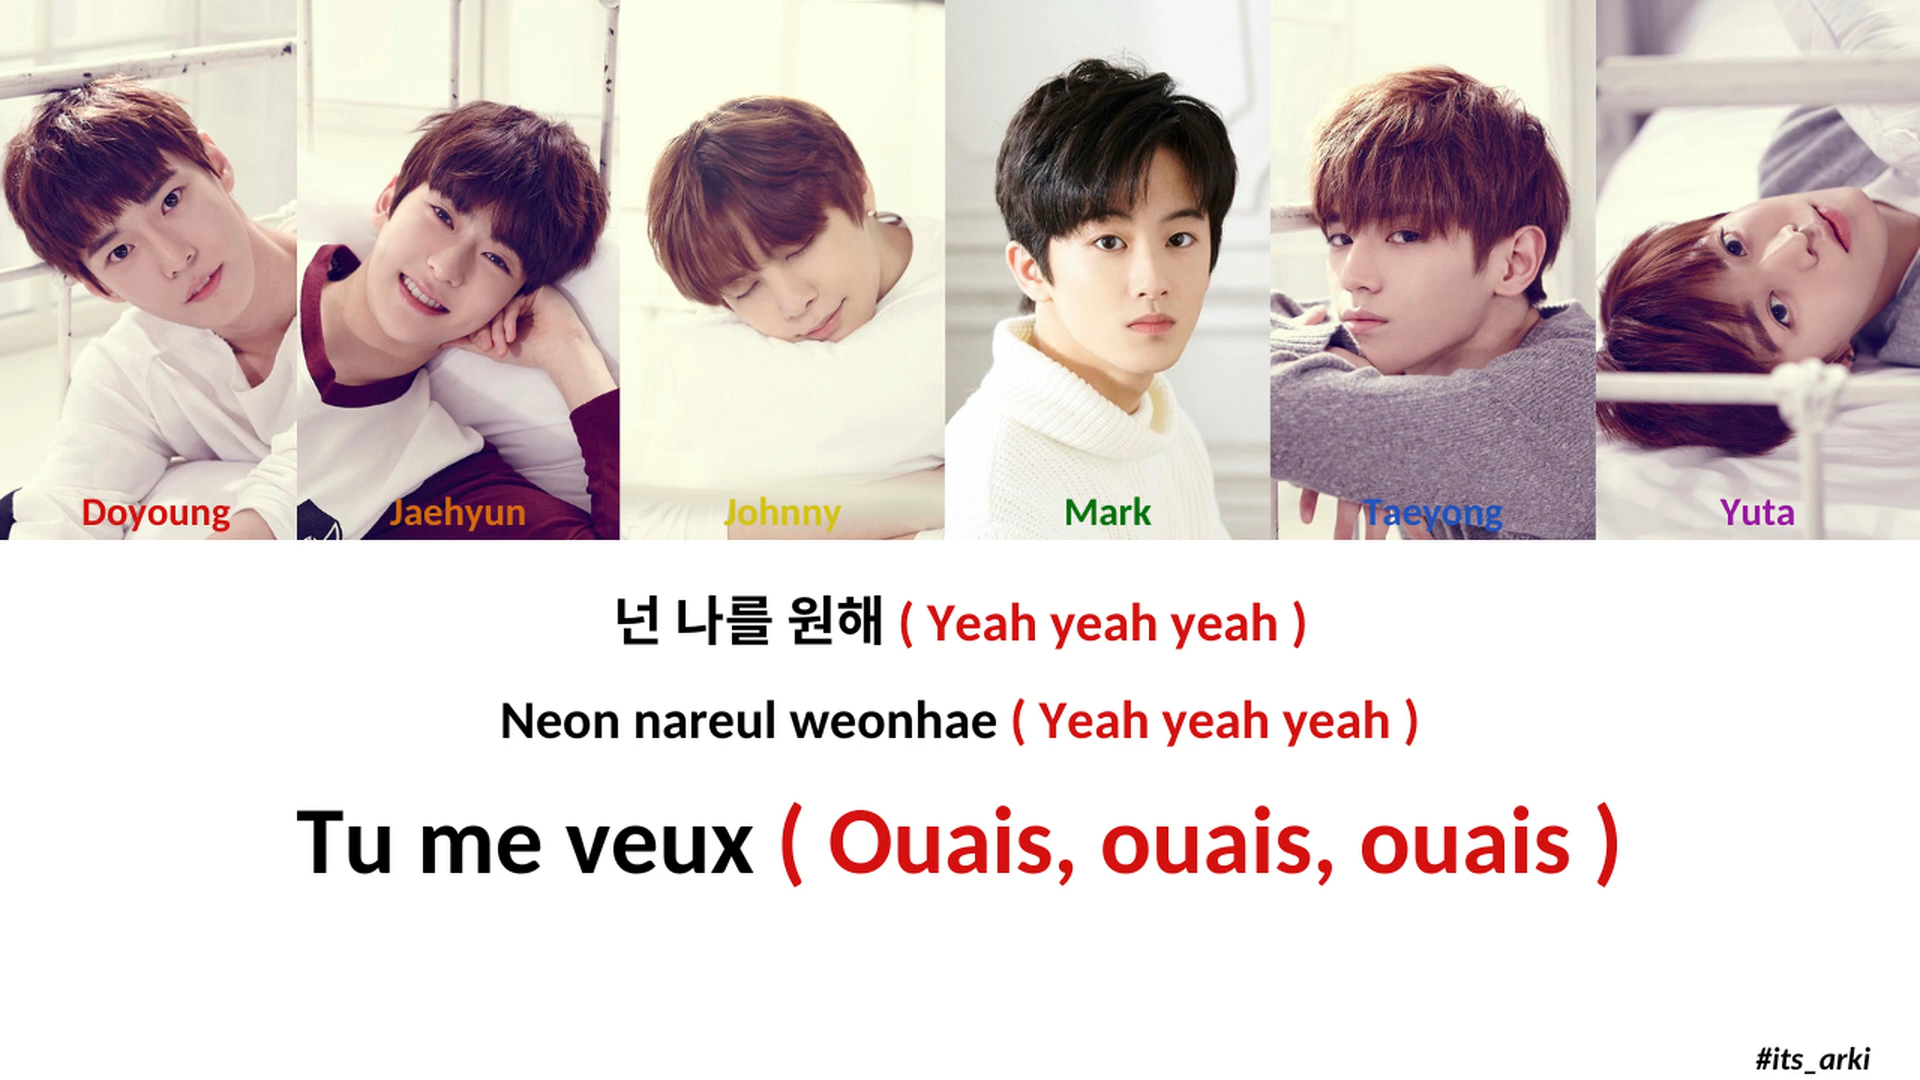 Doyoung Jaehyun Johnny Mark Taeyong Yuta
넌 나를 원해 ( Yeah yeah yeah )
Neon nareul weonhae ( Yeah yeah yeah )
Tu me veux ( Ouais, ouais, ouais )
#its_arki